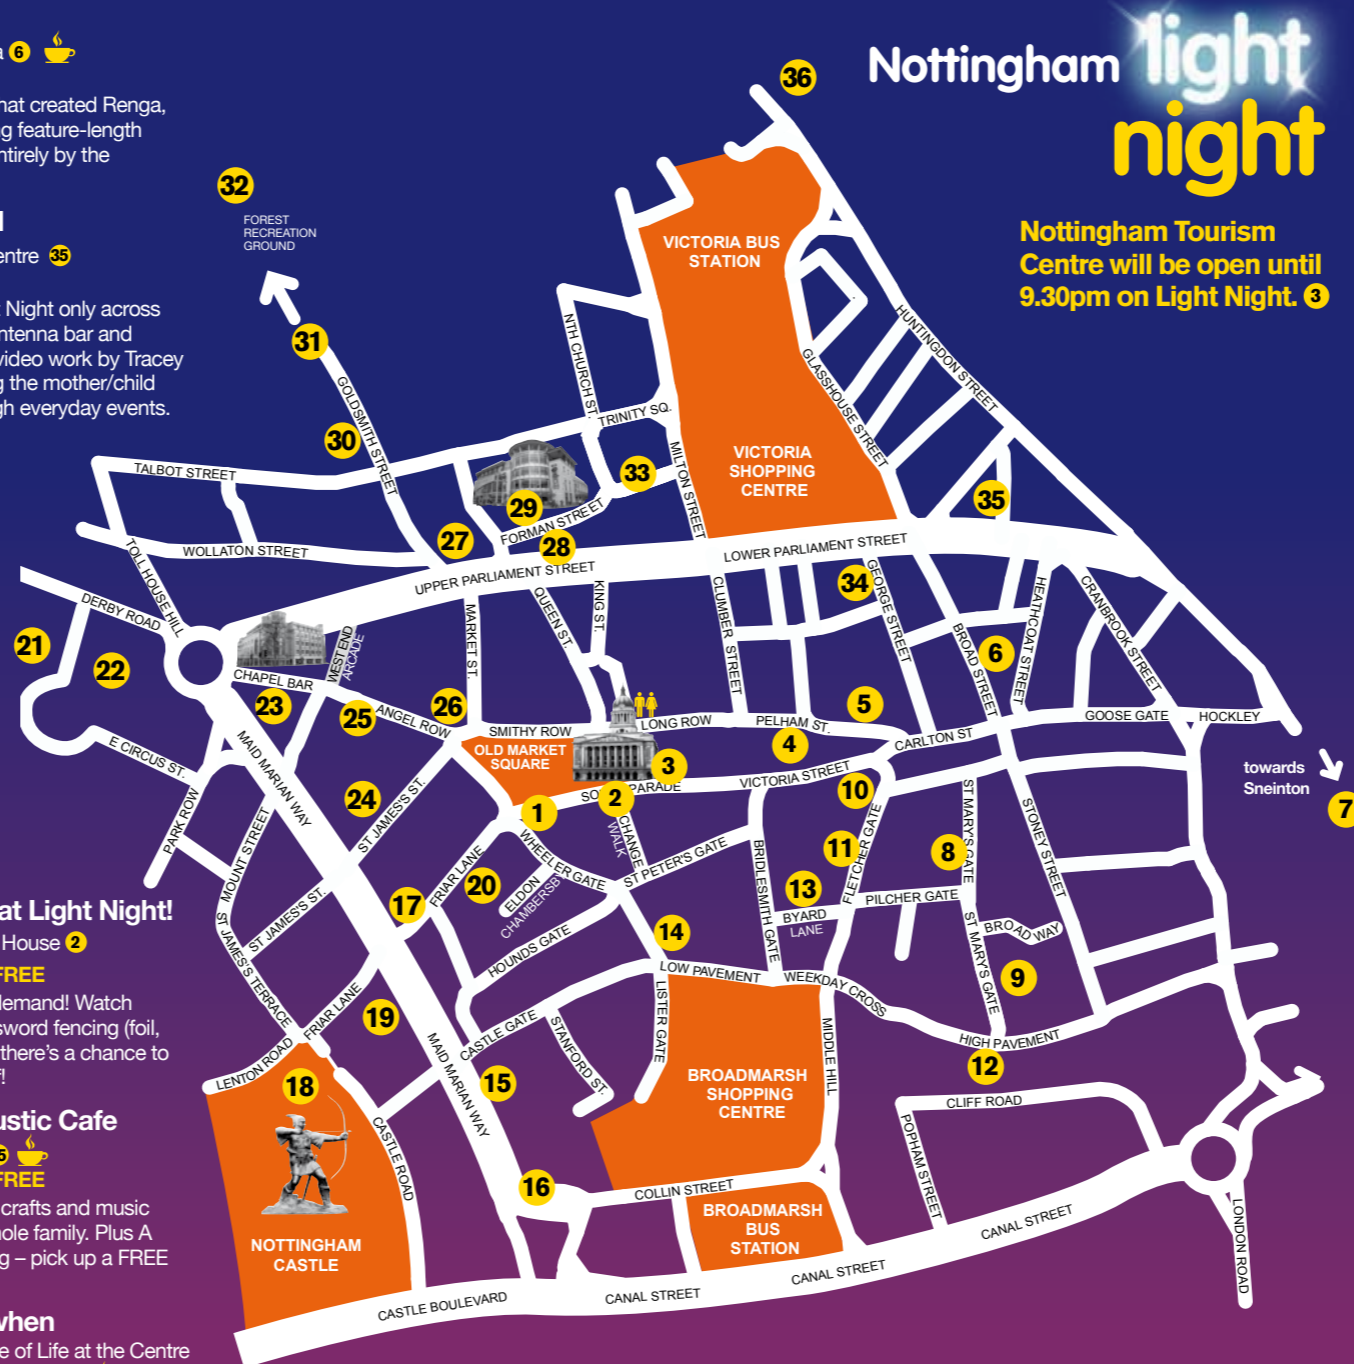 a 6
hat created Renga,
g feature-length
ntirely by the
entre 35
t Night only across
ntenna bar and
video work by Tracey
g the mother/child
gh everyday events.
at Light Night!
House 2
FREE
demand! Watch
sword fencing (foil,
there's a chance to
f!
ustic Cafe
5
FREE
crafts and music
hole family. Plus A
g – pick up a FREE
when
e of Life at the Centre
Nottingham light
night
Nottingham Tourism
Centre will be open until
9.30pm on Light Night. 3
36
32
FOREST
RECREATION
GROUND
31
30
GOLDSMITH STREET
NTH CHURCH ST.
TRINITY SQ.
VICTORIA BUS
STATION
HUNTINGDON STREET
GLASSHOUSE STREET
VICTORIA
SHOPPING
CENTRE
MILTON STREET
33
29
FORMAN STREET
28
27
35
TALBOT STREET
WOLLATON STREET
TOLL HOUSE HILL
DERBY ROAD
UPPER PARLIAMENT STREET
LOWER PARLIAMENT STREET
34
GEORGE STREET
CLUMBER STREET
KING ST.
QUEEN ST.
MARKET ST.
HEATHCOAT STREET
CRANBROOK STREET
BROAD STREET
6
21
22
WEST END
ARCADE
CHAPEL BAR
23
25
ANGEL ROW
26
SMITHY ROW
LONG ROW
PELHAM ST.
5
4
CARLTON ST
GOOSE GATE
HOCKLEY
OLD MARKET
SQUARE
3
SOUTH PARADE
VICTORIA STREET
towards
Sneinton
7
E CIRCUS ST.
PARK ROW
MAID MARIAN WAY
MOUNT STREET
24
ST JAMES'S ST.
1
2
10
EXCHANGE
WALK
WHEELER GATE
ST PETER'S GATE
BRIDLESMITH GATE
11
FLETCHER GATE
8
ST MARY'S GATE
STONEY STREET
13
BYARD
LANE
PILCHER GATE
BROADWAY
ST MARY'S GATE
9
17
FRIAR LANE
20
ELDON
CHAMBERSB
ST JAMES'S ST.
ST JAMES'S TERRACE
HOUNDS GATE
14
LOW PAVEMENT
WEEKDAY CROSS
HIGH PAVEMENT
12
FRIAR LANE
19
LENTON ROAD
CASTLE GATE
STANFORD ST.
LISTER GATE
MIDDLE HILL
MAID MARIAN WAY
15
18
BROADMARSH
SHOPPING
CENTRE
CLIFF ROAD
POPHAM STREET
CASTLE ROAD
16
COLLIN STREET
BROADMARSH
BUS
STATION
NOTTINGHAM
CASTLE
CASTLE BOULEVARD
CANAL STREET
CANAL STREET
CANAL STREET
LONDON ROAD